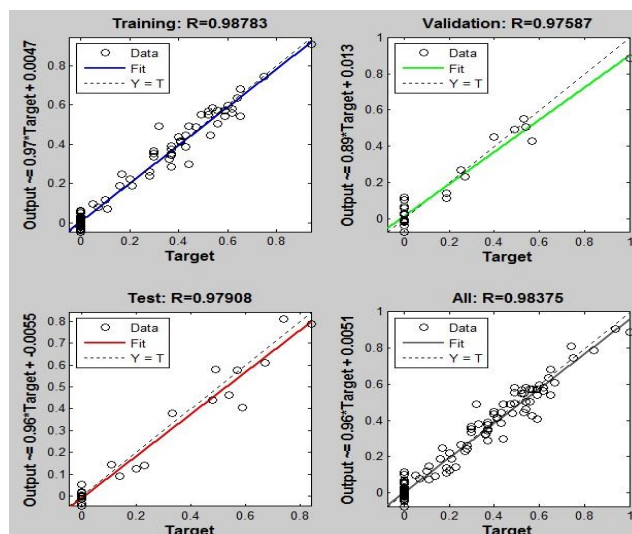 Training: R=0.98783
Output ~= 0.97*Target + 0.0047
0.8
0.6
0.4
0.2
0
Data
Fit
Y = T
0 0.2 0.4 0.6 0.8
Target
Validation: R=0.97587
Output ~= 0.89*Target + 0.013
1
0.8
0.6
0.4
0.2
0
Data
Fit
Y = T
0 0.2 0.4 0.6 0.8 1
Target
Test: R=0.97908
Output ~= 0.96*Target + -0.0055
0.8
0.7
0.6
0.5
0.4
0.3
0.2
0.1
0
Data
Fit
Y = T
0 0.2 0.4 0.6 0.8
Target
All: R=0.98375
Output ~= 0.96*Target + 0.0051
1
0.8
0.6
0.4
0.2
0
Data
Fit
Y = T
0 0.2 0.4 0.6 0.8 1
Target